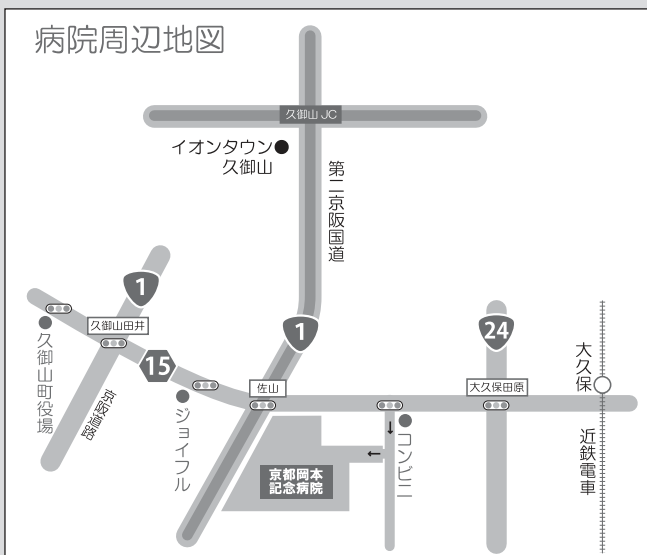 病院周辺地図
久御山 JC
イオンタウン
久御山
第二京阪国道
1
久御山田井
久御山町役場
15
京阪道路
ジョイフル
1
佐山
24
大久保田原
大久保
近鉄電車
コンビニ
京都岡本
記念病院